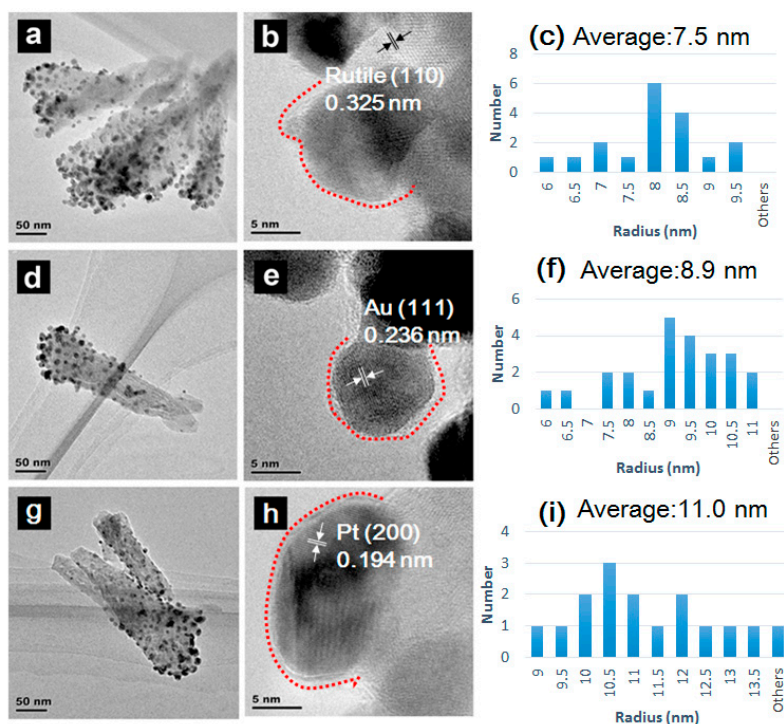 a
50 nm
b
Rutile (110)
0.325 nm
5 nm
(c) Average:7.5 nm
Number
8
6
4
2
0
6 6.5 7 7.5 8 8.5 9 9.5 Others
Radius (nm)
d
50 nm
e
Au (111)
0.236 nm
5 nm
(f) Average:8.9 nm
Number
6
4
2
0
6 6.5 7 7.5 8 8.5 9 9.5 10 10.5 11 Others
Radius (nm)
g
50 nm
h
Pt (200)
0.194 nm
5 nm
(i) Average:11.0 nm
Number
4
3
2
1
0
9 9.5 10 10.5 11 11.5 12 12.5 13 13.5 Others
Radius (nm)